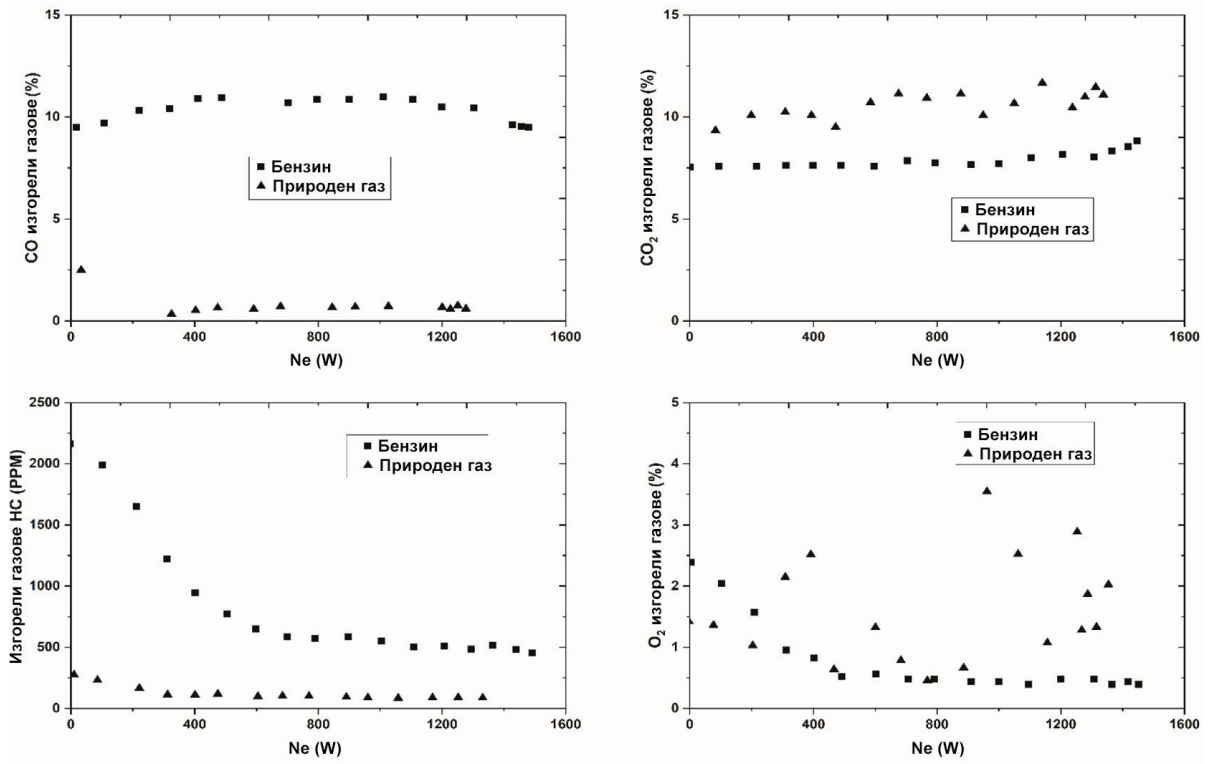 15
10
5
0
CO изгорели газове (%)
Бензин
Природен газ
0 400 800 1200 1600
Ne (W)
15
10
5
0
CO2 изгорели газове (%)
Бензин
Природен газ
0 400 800 1200 1600
Ne (W)
2500
2000
1500
1000
500
0
Изгорели газове HC (PPM)
Бензин
Природен газ
0 400 800 1200 1600
Ne (W)
5
4
3
2
1
0
O2 изгорели газове (%)
Бензин
Природен газ
0 400 800 1200 1600
Ne (W)